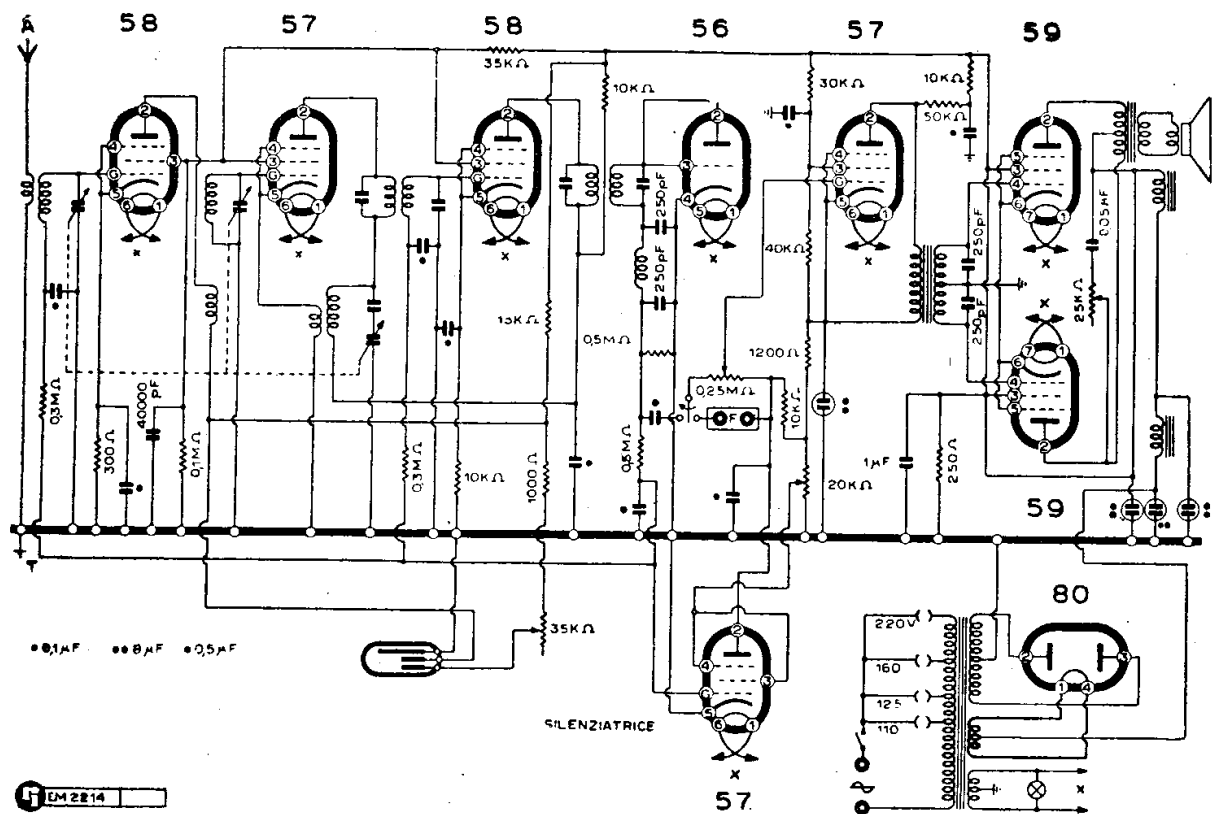 A
58
57
58
56
57
59
35KΩ
10KΩ
30KΩ
10KΩ
50KΩ
250pF
250pF
250pF
250pF
0,05µF
25KΩ
40KΩ
13KΩ
0,5MΩ
1200Ω
0,25MΩ
10KΩ
F
0,3MΩ
40000 pF
300Ω
0,1MΩ
0,3MΩ
10KΩ
1000Ω
0,5MΩ
20KΩ
1µF
250Ω
59
T
35KΩ
• 0,1µF •• 8µF • 0,5µF
SILENZIATRICE
57
80
220V
160
125
110
x
EM 2214